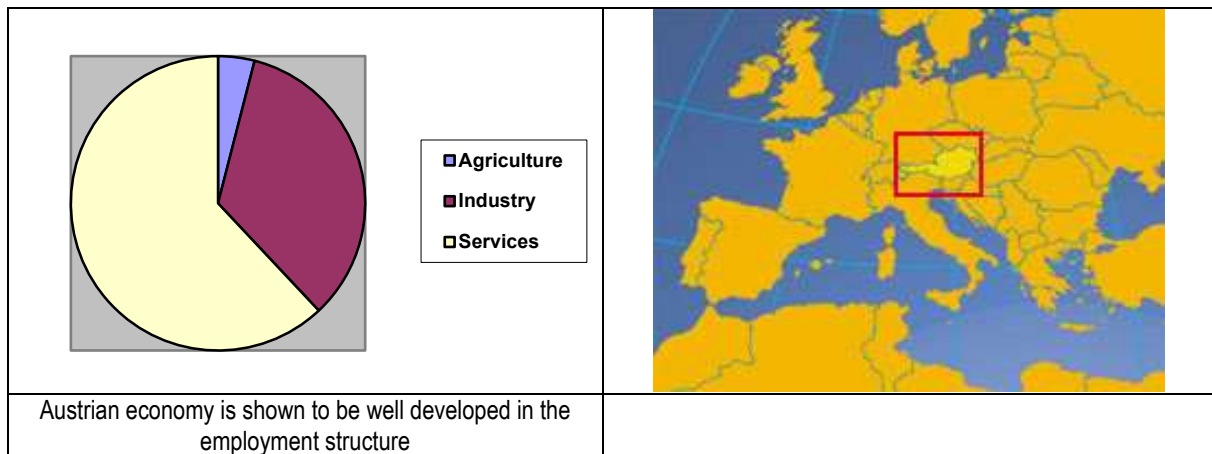 Agriculture
Industry
Services
Austrian economy is shown to be well developed in the
employment structure